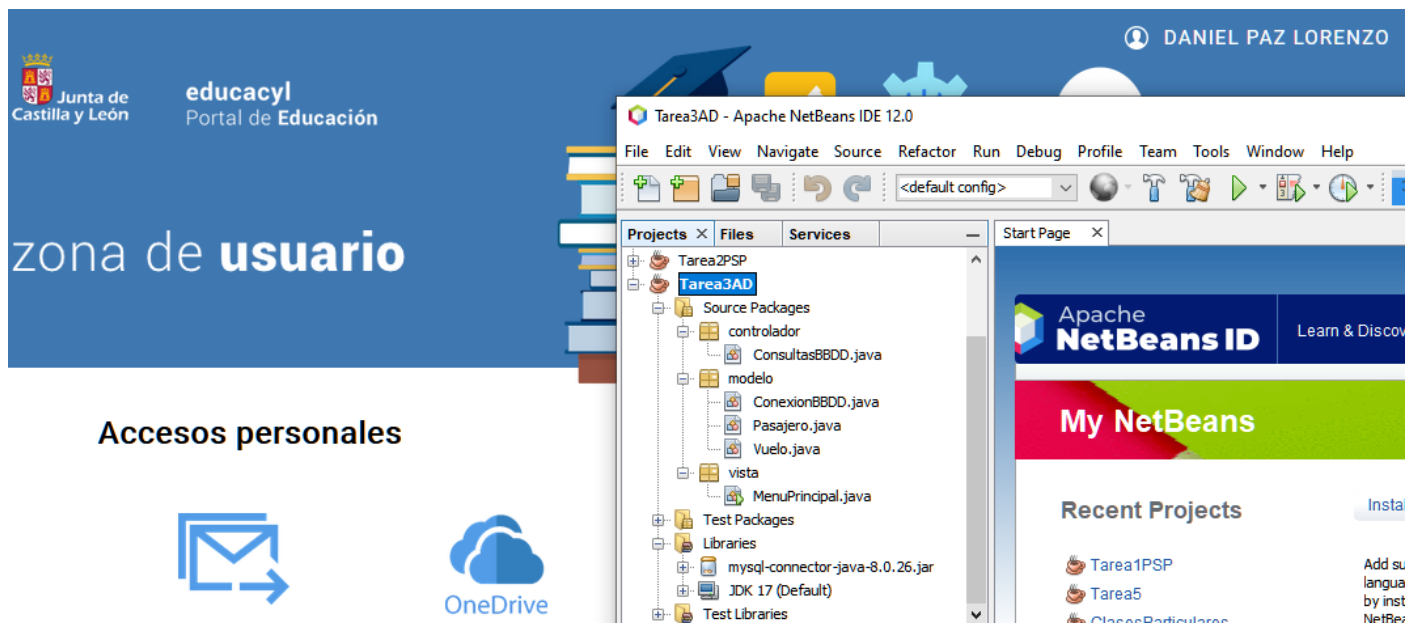 DANIEL PAZ LORENZO
Junta de
Castilla y León
educacyl
Portal de Educación
zona de usuario
Accesos personales
OneDrive
Tarea3AD - Apache NetBeans IDE 12.0
File Edit View Navigate Source Refactor Run Debug Profile Team Tools Window Help
<default config>
Projects Files Services
Tarea2PSP
Tarea3AD
Source Packages
controlador
ConsultasBBDD.java
modelo
ConexionBBDD.java
Pasajero.java
Vuelo.java
vista
MenuPrincipal.java
Test Packages
Libraries
mysql-connector-java-8.0.26.jar
JDK 17 (Default)
Test Libraries
Start Page
Apache
NetBeans ID
Learn & Discov
My NetBeans
Recent Projects
Tarea1PSP
Tarea5
ClasesParticulares
Insta
Add su
langua
by inst
NetBea